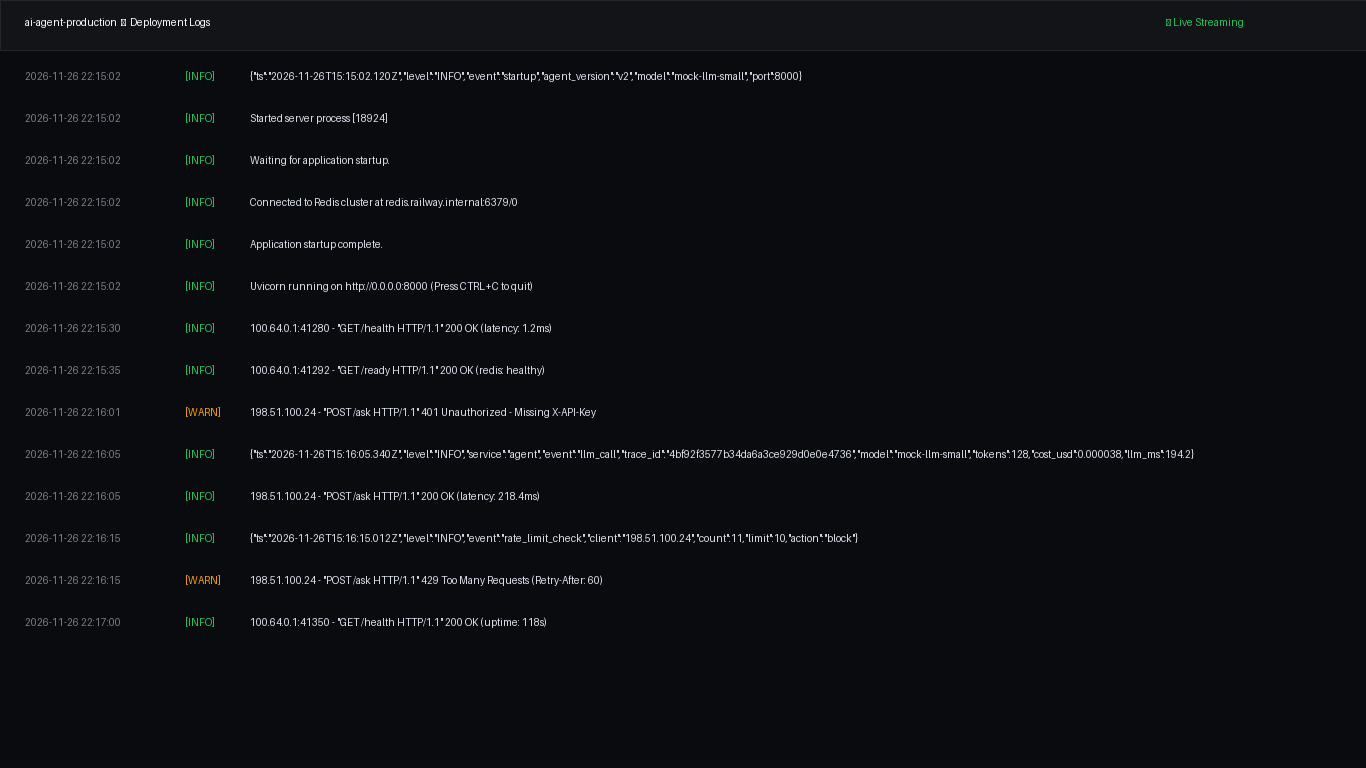 ai-agent-production ▯ Deployment Logs
▯ Live Streaming
2026-11-26 22:15:02 [INFO] {"ts":"2026-11-26T15:15:02.120Z","level":"INFO","event":"startup","agent_version":"v2","model":"mock-llm-small","port":8000}
2026-11-26 22:15:02 [INFO] Started server process [18924]
2026-11-26 22:15:02 [INFO] Waiting for application startup.
2026-11-26 22:15:02 [INFO] Connected to Redis cluster at redis.railway.internal:6379/0
2026-11-26 22:15:02 [INFO] Application startup complete.
2026-11-26 22:15:02 [INFO] Uvicorn running on http://0.0.0.0:8000 (Press CTRL+C to quit)
2026-11-26 22:15:30 [INFO] 100.64.0.1:41280 - "GET /health HTTP/1.1" 200 OK (latency: 1.2ms)
2026-11-26 22:15:35 [INFO] 100.64.0.1:41292 - "GET /ready HTTP/1.1" 200 OK (redis: healthy)
2026-11-26 22:16:01 [WARN] 198.51.100.24 - "POST /ask HTTP/1.1" 401 Unauthorized - Missing X-API-Key
2026-11-26 22:16:05 [INFO] {"ts":"2026-11-26T15:16:05.340Z","level":"INFO","service":"agent","event":"llm_call","trace_id":"4bf92f3577b34da6a3ce929d0e0e4736","model":"mock-llm-small","tokens":128,"cost_usd":0.000038,"llm_ms":194.2}
2026-11-26 22:16:05 [INFO] 198.51.100.24 - "POST /ask HTTP/1.1" 200 OK (latency: 218.4ms)
2026-11-26 22:16:15 [INFO] {"ts":"2026-11-26T15:16:15.012Z","level":"INFO","event":"rate_limit_check","client":"198.51.100.24","count":11,"limit":10,"action":"block"}
2026-11-26 22:16:15 [WARN] 198.51.100.24 - "POST /ask HTTP/1.1" 429 Too Many Requests (Retry-After: 60)
2026-11-26 22:17:00 [INFO] 100.64.0.1:41350 - "GET /health HTTP/1.1" 200 OK (uptime: 118s)